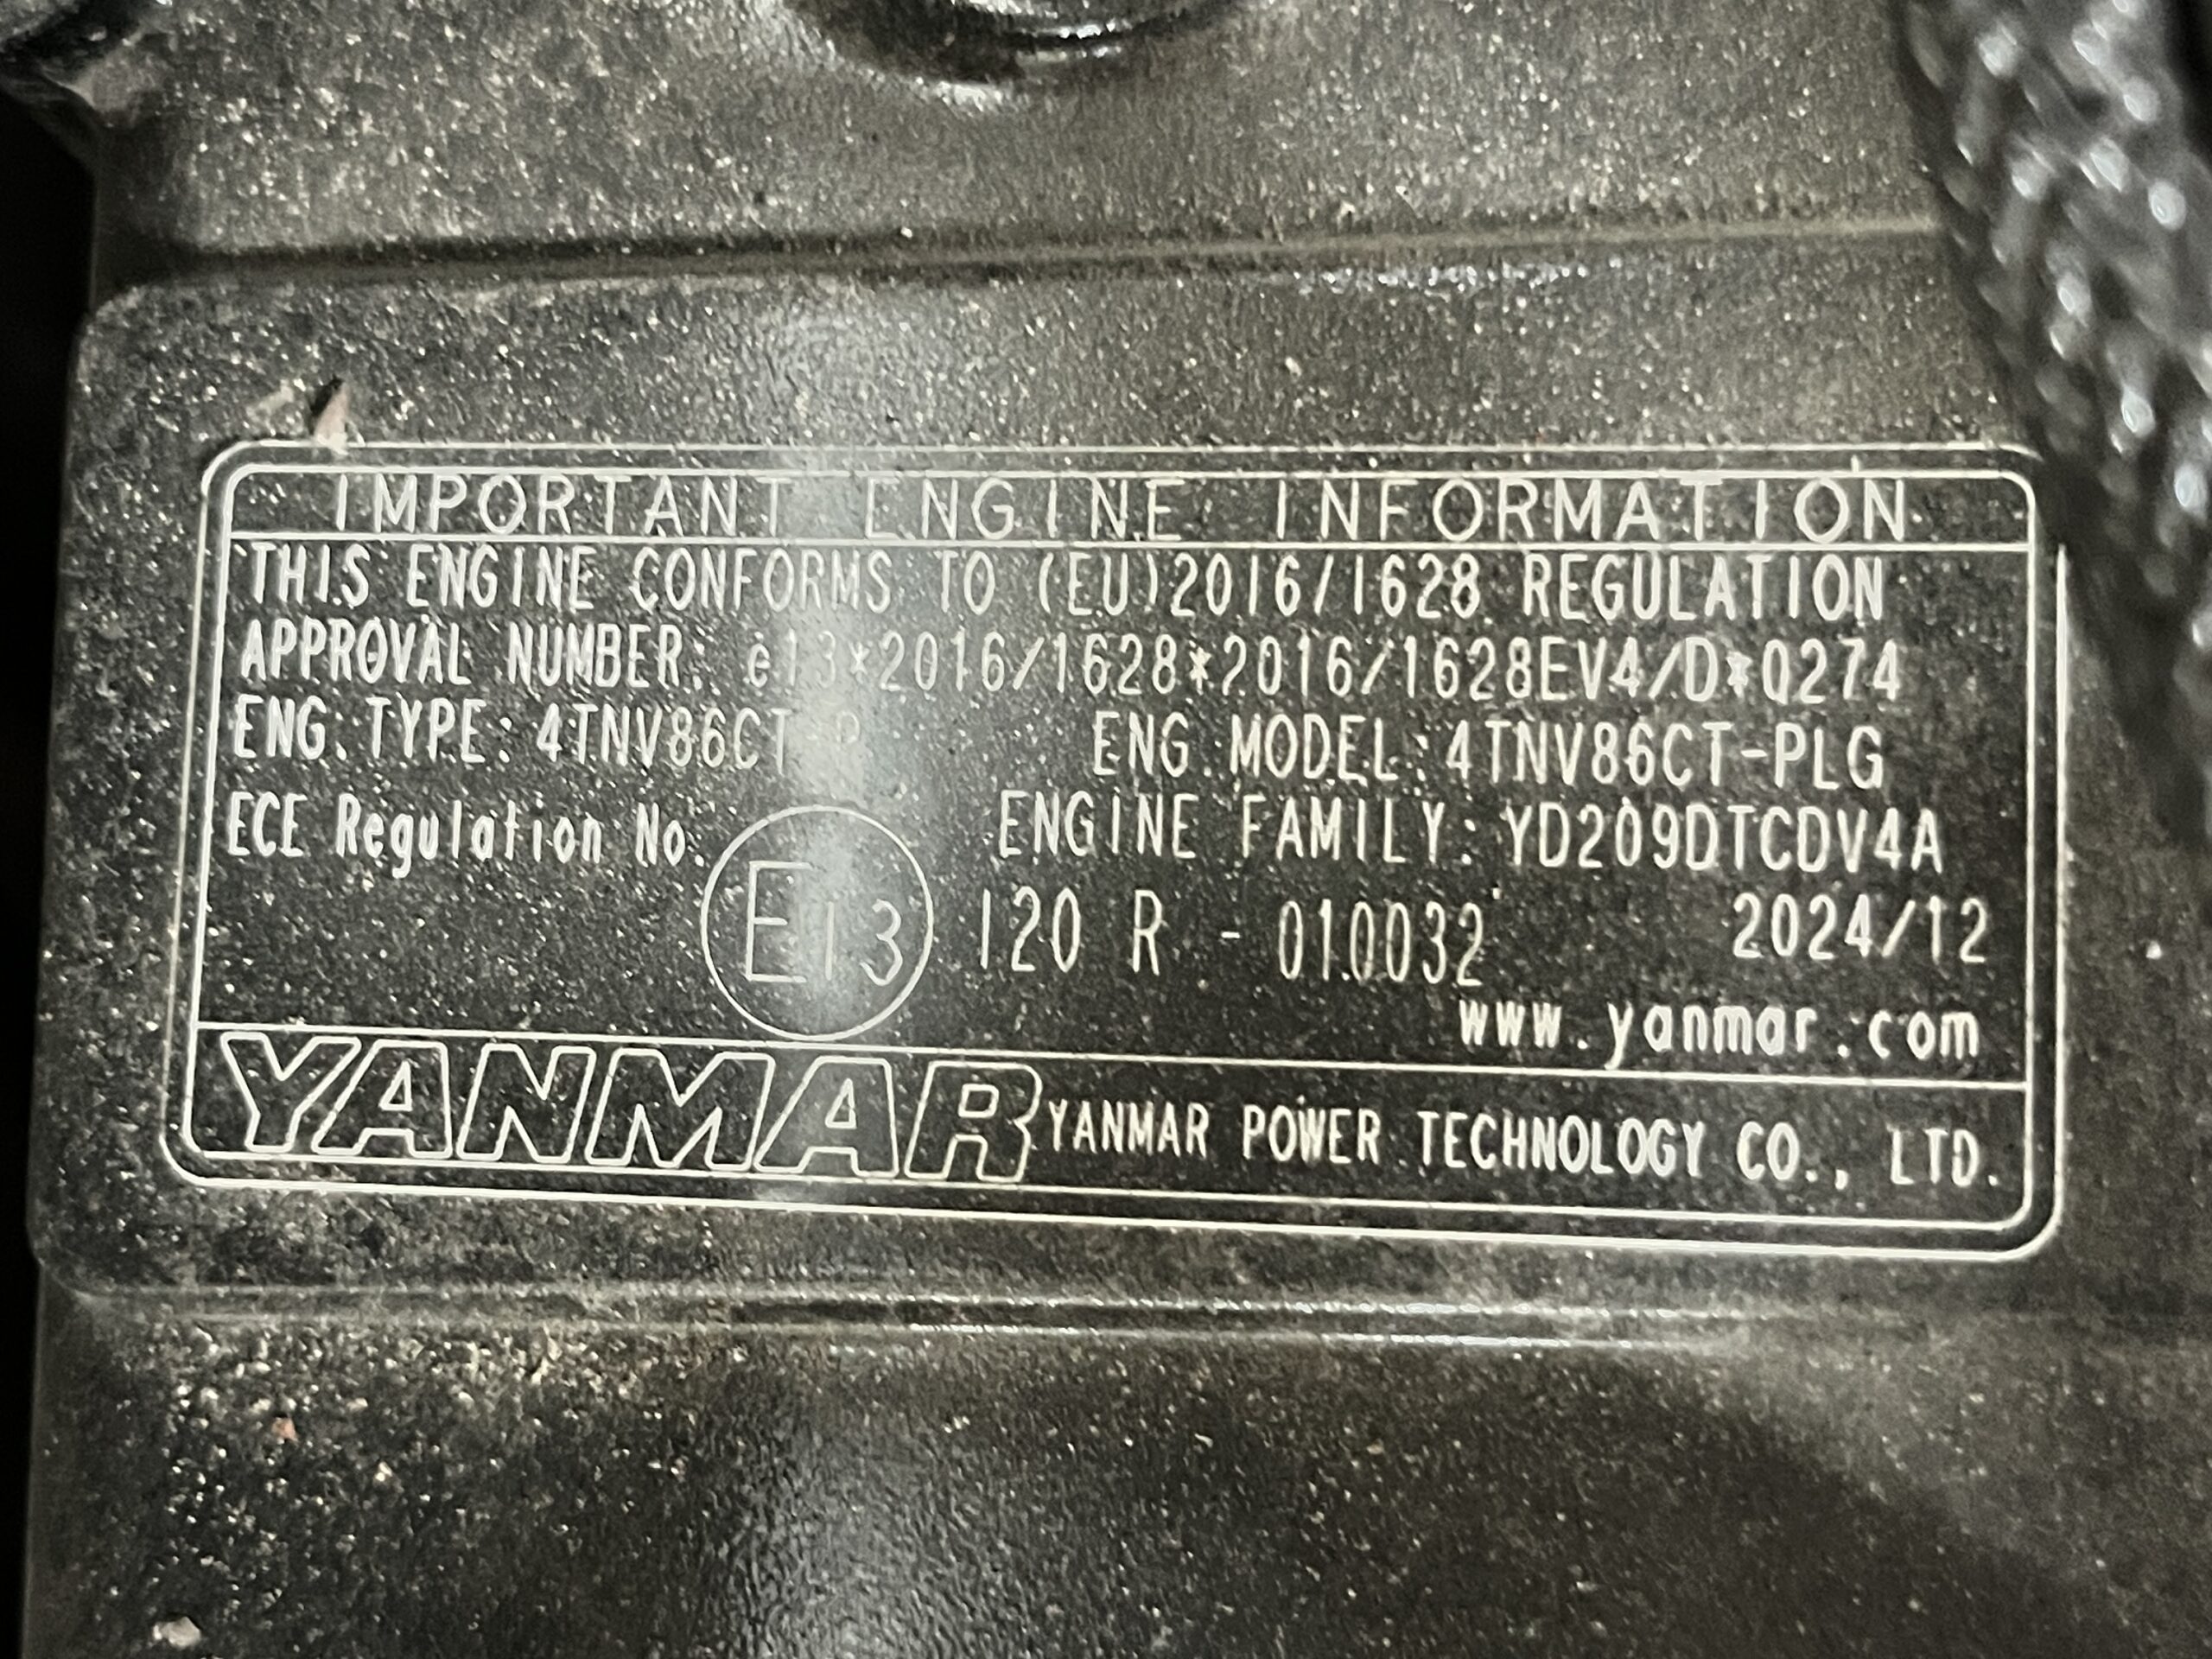 IMPORTANT ENGINE INFORMATION
THIS ENGINE CONFORMS TO (EU)2016/1628 REGULATION
APPROVAL NUMBER: e13*2016/1628*2016/1628EV4/D*0274
ENG. TYPE: ENG. MODEL: 4TNV86CT-PLG
ECE Regulation No. ENGINE FAMILY: YD209DTCDV4A
E13 120 R - 010032 2024/12
www.yanmar.com
YANMAR YANMAR POWER TECHNOLOGY CO., LTD.